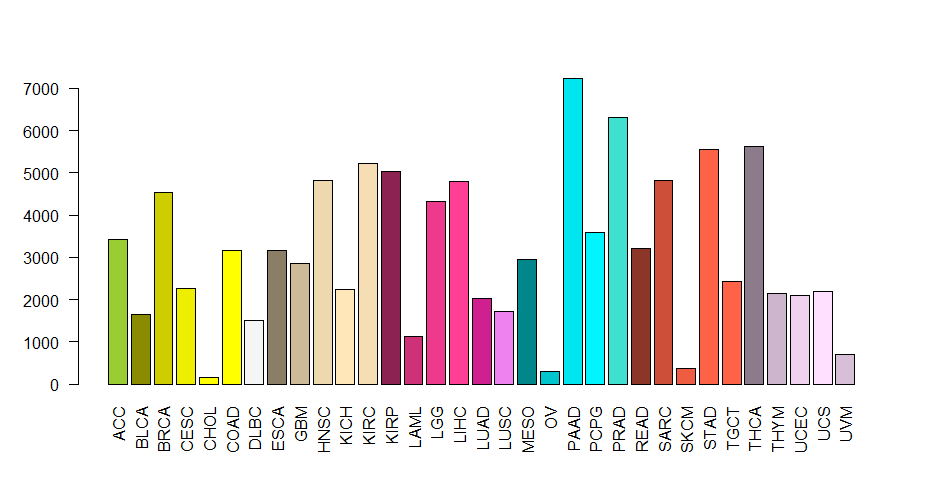 7000
6000
5000
4000
3000
2000
1000
0
ACC
BLCA
BRCA
CESC
CHOL
COAD
DLBC
ESCA
GBM
HNSC
KICH
KIRC
KIRP
LAML
LGG
LIHC
LUAD
LUSC
MESO
OV
PAAD
PCPG
PRAD
READ
SARC
SKCM
STAD
TGCT
THCA
THYM
UCEC
UCS
UVM